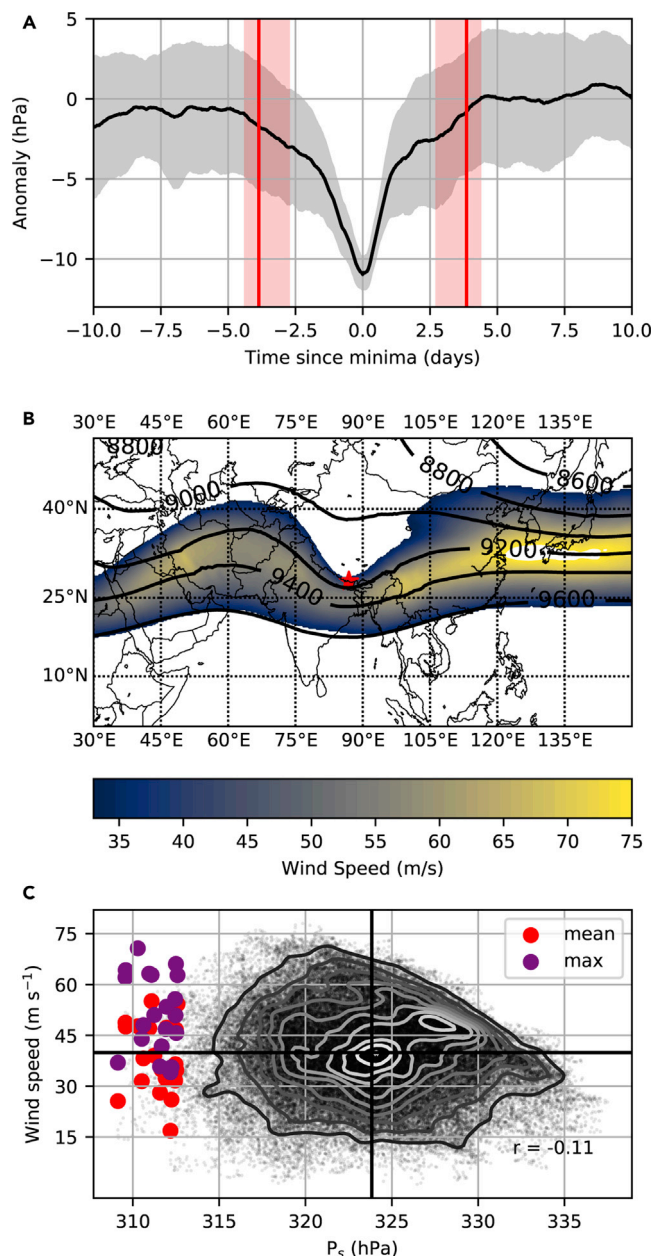 A
5
0
−5
−10
Anomaly (hPa)
−10.0 −7.5 −5.0 −2.5 0.0 2.5 5.0 7.5 10.0
Time since minima (days)
B
30°E 45°E 60°E 75°E 90°E 105°E 120°E 135°E
8800 8800 8600
9000
40°N
9200
9400
25°N
9600
10°N
30°E 45°E 60°E 75°E 90°E 105°E 120°E 135°E
35 40 45 50 55 60 65 70 75
Wind Speed (m/s)
C
75
60
45
30
15
Wind speed (m s⁻¹)
mean
max
r = -0.11
310 315 320 325 330 335
Pₛ (hPa)